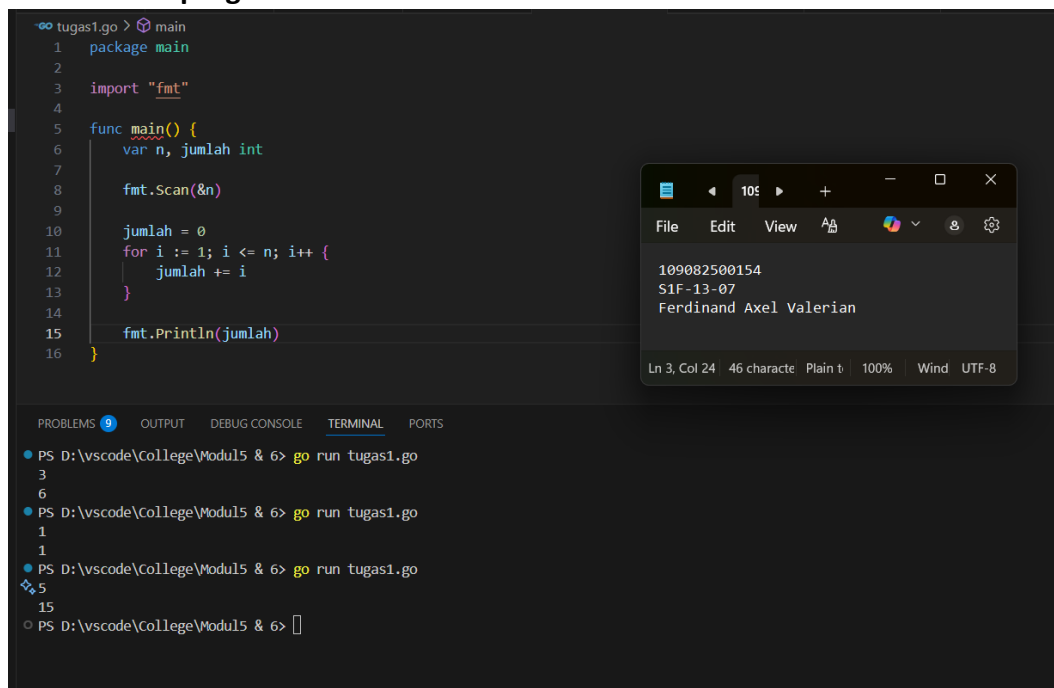 tugas1.go > main
1 package main
2
3 import "fmt"
4
5 func main() {
6 var n, jumlah int
7
8 fmt.Scan(&n)
9
10 jumlah = 0
11 for i := 1; i <= n; i++ {
12 jumlah += i
13 }
14
15 fmt.Println(jumlah)
16 }
109
File Edit View
109082500154
S1F-13-07
Ferdinand Axel Valerian
Ln 3, Col 24 46 characte Plain t 100% Wind UTF-8
PROBLEMS 9 OUTPUT DEBUG CONSOLE TERMINAL PORTS
PS D:\vscode\College\Modul5 & 6> go run tugas1.go
3
6
PS D:\vscode\College\Modul5 & 6> go run tugas1.go
1
1
PS D:\vscode\College\Modul5 & 6> go run tugas1.go
5
15
PS D:\vscode\College\Modul5 & 6>